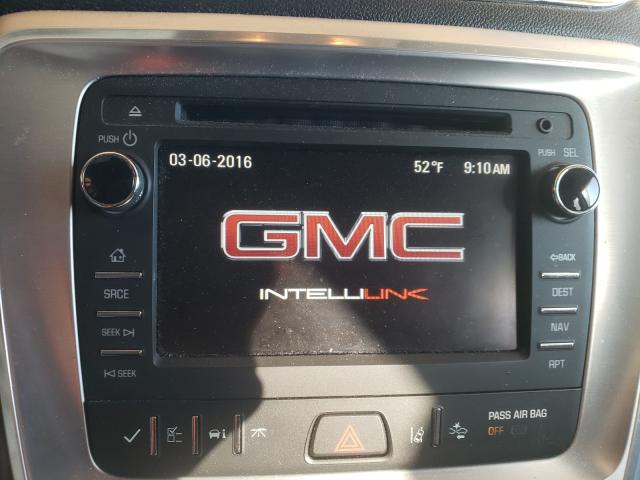 PUSH
PUSH SEL
03-06-2016 52°F 9:10AM
GMC
INTELLILINK
BACK
SRCE
DEST
SEEK
NAV
SEEK
RPT
i
PASS AIR BAG
OFF